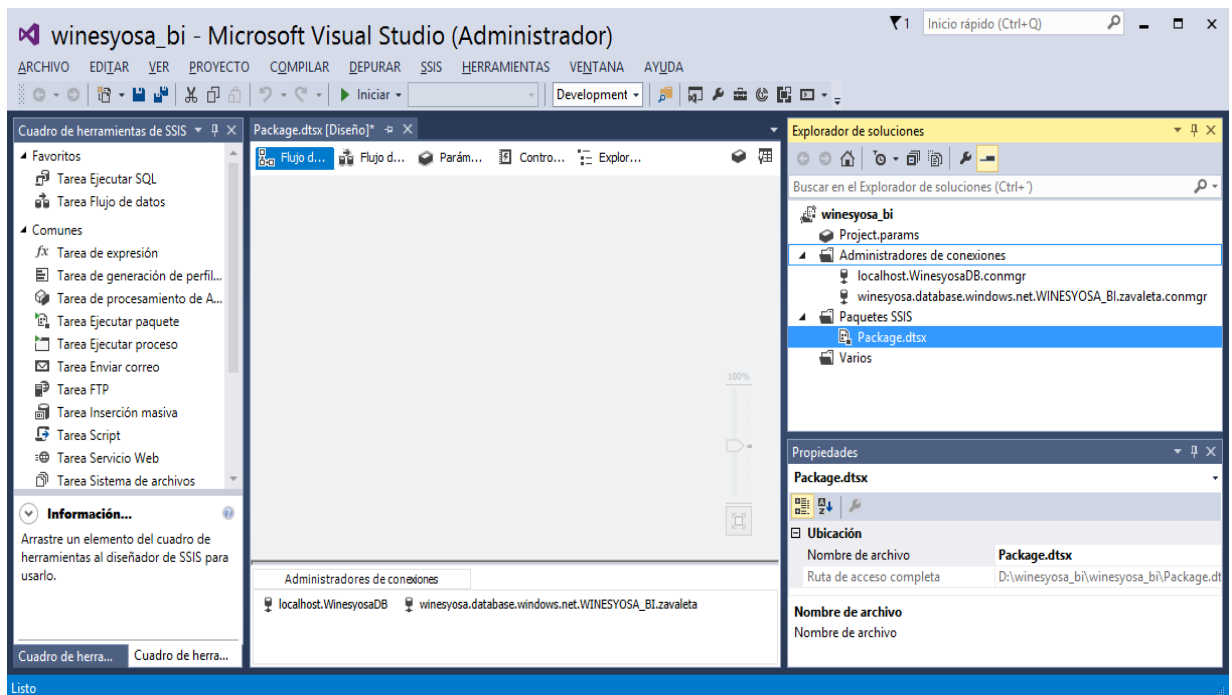 winesyosa_bi - Microsoft Visual Studio (Administrador)
1
Inicio rápido (Ctrl+Q)
ARCHIVO EDITAR VER PROYECTO COMPILAR DEPURAR SSIS HERRAMIENTAS VENTANA AYUDA
Iniciar
Development
Cuadro de herramientas de SSIS
Favoritos
Tarea Ejecutar SQL
Tarea Flujo de datos
Comunes
fx Tarea de expresión
Tarea de generación de perfil...
Tarea de procesamiento de A...
Tarea Ejecutar paquete
Tarea Ejecutar proceso
Tarea Enviar correo
Tarea FTP
Tarea Inserción masiva
Tarea Script
Tarea Servicio Web
Tarea Sistema de archivos
Información...
Arrastre un elemento del cuadro de
herramientas al diseñador de SSIS para
usarlo.
Cuadro de herra... Cuadro de herra...
Package.dtsx [Diseño]*
Flujo d... Flujo d... Parám... Contro... Explor...
100%
Administradores de conexiones
localhost.WinesyosaDB winesyosa.database.windows.net.WINESYOSA_BI.zavaleta
Explorador de soluciones
Buscar en el Explorador de soluciones (Ctrl+´)
winesyosa_bi
Project.params
Administradores de conexiones
localhost.WinesyosaDB.conmgr
winesyosa.database.windows.net.WINESYOSA_BI.zavaleta.conmgr
Paquetes SSIS
Package.dtsx
Varios
Propiedades
Package.dtsx
Ubicación
Nombre de archivo Package.dtsx
Ruta de acceso completa D:\winesyosa_bi\winesyosa_bi\Package.dt
Nombre de archivo
Nombre de archivo
Listo